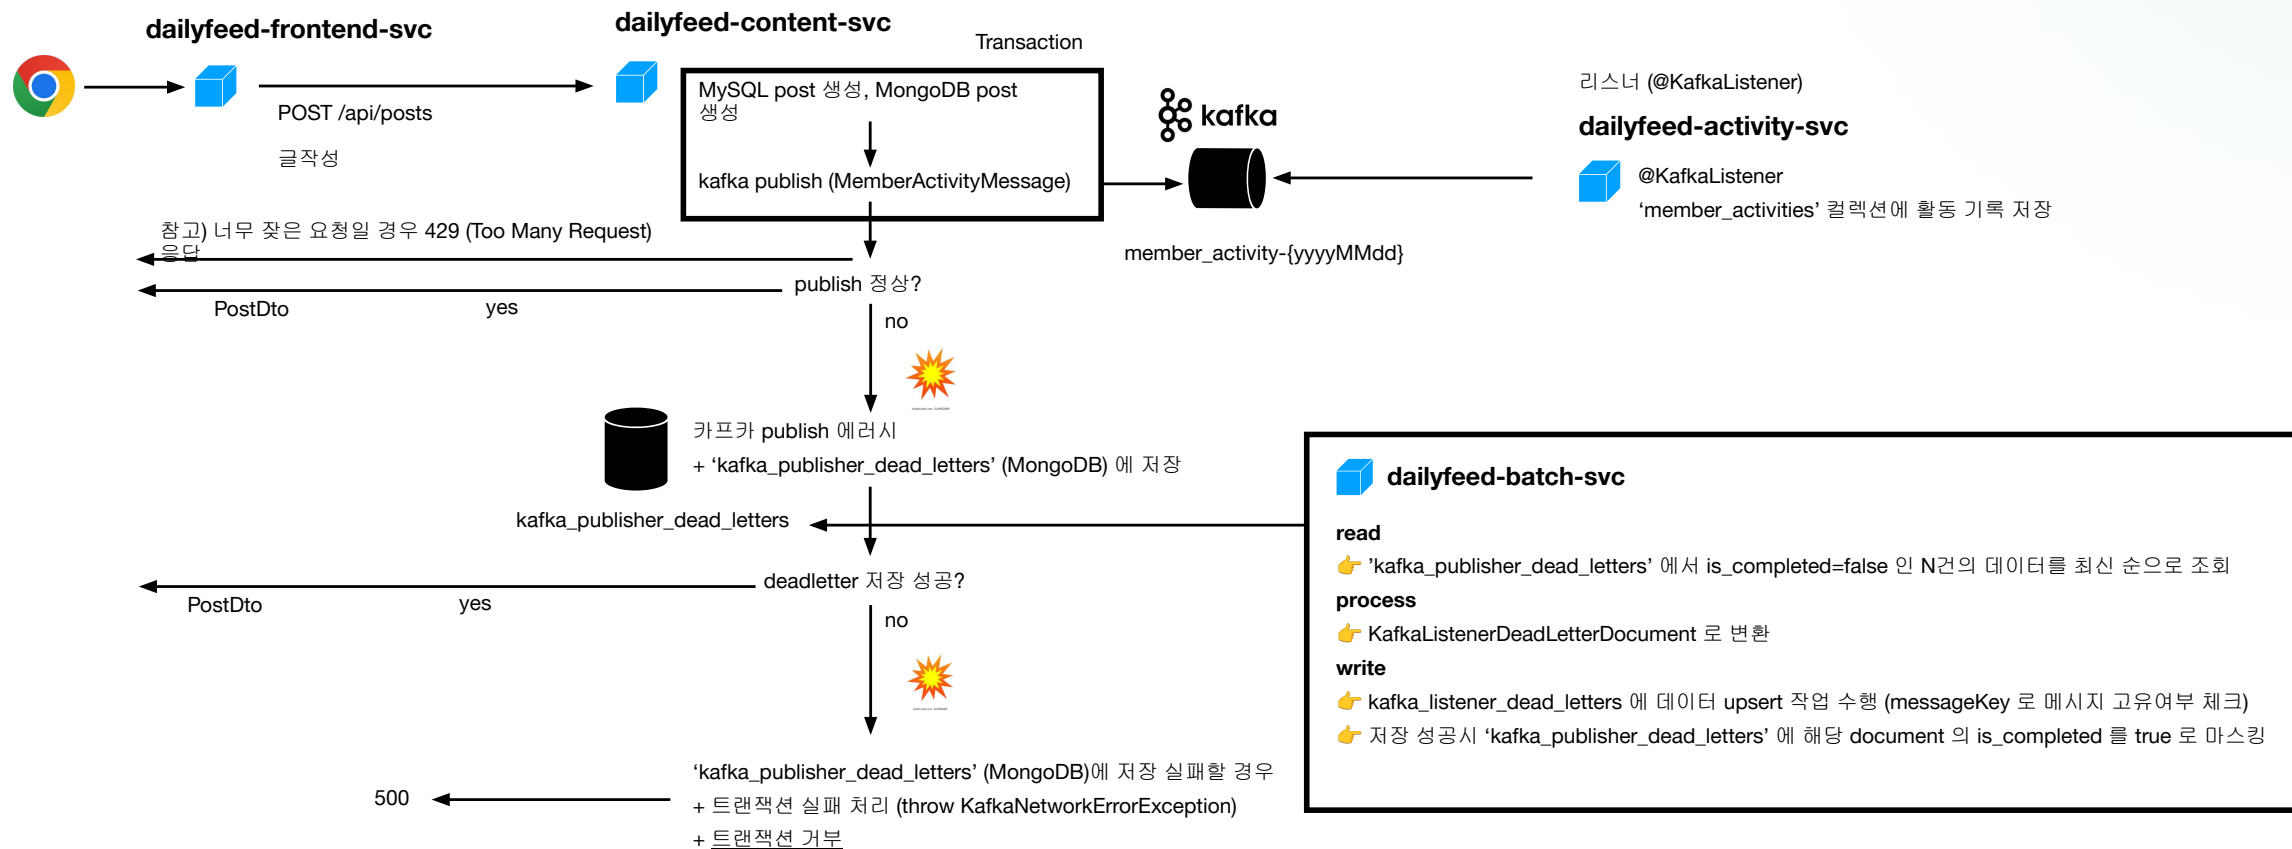 dailyfeed-frontend-svc
dailyfeed-content-svc
Transaction
POST /api/posts
글작성
MySQL post 생성, MongoDB post
생성
kafka publish (MemberActivityMessage)
kafka
member_activity-{yyyyMMdd}
리스너 (@KafkaListener)
dailyfeed-activity-svc
@KafkaListener
‘member_activities’ 컬렉션에 활동 기록 저장
참고) 너무 잦은 요청일 경우 429 (Too Many Request)
응답
publish 정상?
PostDto
yes
no
카프카 publish 에러시
+ ‘kafka_publisher_dead_letters’ (MongoDB) 에 저장
kafka_publisher_dead_letters
deadletter 저장 성공?
PostDto
yes
no
‘kafka_publisher_dead_letters’ (MongoDB)에 저장 실패할 경우
+ 트랜잭션 실패 처리 (throw KafkaNetworkErrorException)
+ 트랜잭션 거부
500
dailyfeed-batch-svc
read
👉 ’kafka_publisher_dead_letters’ 에서 is_completed=false 인 N건의 데이터를 최신 순으로 조회
process
👉 KafkaListenerDeadLetterDocument 로 변환
write
👉 kafka_listener_dead_letters 에 데이터 upsert 작업 수행 (messageKey 로 메시지 고유여부 체크)
👉 저장 성공시 ‘kafka_publisher_dead_letters’ 에 해당 document 의 is_completed 를 true 로 마스킹